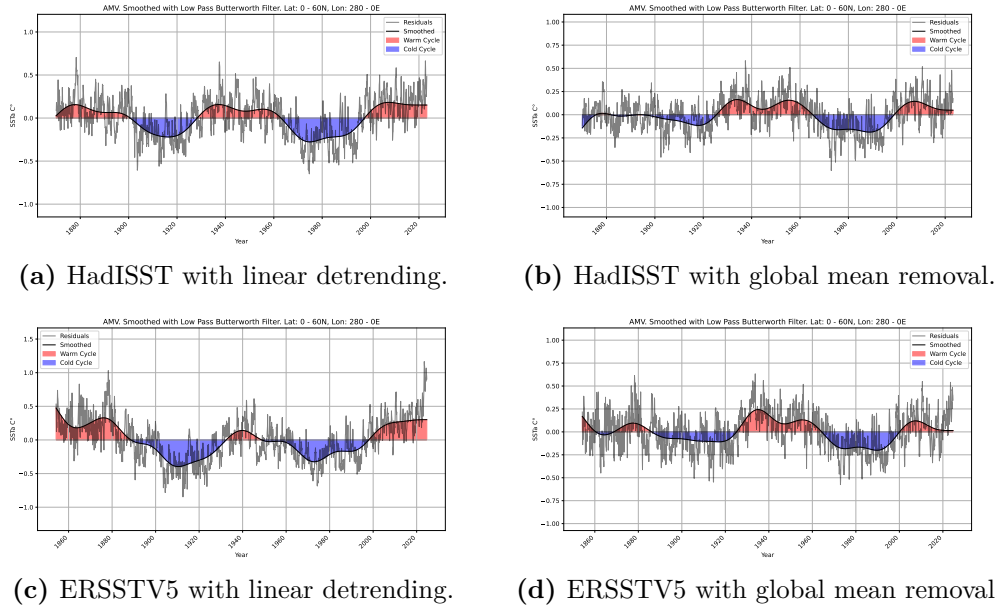 AMV. Smoothed with Low Pass Butterworth Filter. Lat: 0 - 60N, Lon: 280 - 0E
Residuals
Smoothed
Warm Cycle
Cold Cycle
1.0
0.5
0.0
−0.5
−1.0
SSTa C°
1880
1900
1920
1940
1960
1980
2000
2020
Year
(a) HadISST with linear detrending.
AMV. Smoothed with Low Pass Butterworth Filter. Lat: 0 - 60N, Lon: 280 - 0E
Residuals
Smoothed
Warm Cycle
Cold Cycle
1.00
0.75
0.50
0.25
0.00
−0.25
−0.50
−0.75
−1.00
SSTa C°
1880
1900
1920
1940
1960
1980
2000
2020
Year
(b) HadISST with global mean removal.
AMV. Smoothed with Low Pass Butterworth Filter. Lat: 0 - 60N, Lon: 280 - 0E
Residuals
Smoothed
Warm Cycle
Cold Cycle
1.5
1.0
0.5
0.0
−0.5
−1.0
SSTa C°
1860
1880
1900
1920
1940
1960
1980
2000
2020
Year
(c) ERSSTV5 with linear detrending.
AMV. Smoothed with Low Pass Butterworth Filter. Lat: 0 - 60N, Lon: 280 - 0E
Residuals
Smoothed
Warm Cycle
Cold Cycle
1.00
0.75
0.50
0.25
0.00
−0.25
−0.50
−0.75
−1.00
SSTa C°
1860
1880
1900
1920
1940
1960
1980
2000
2020
Year
(d) ERSSTV5 with global mean removal